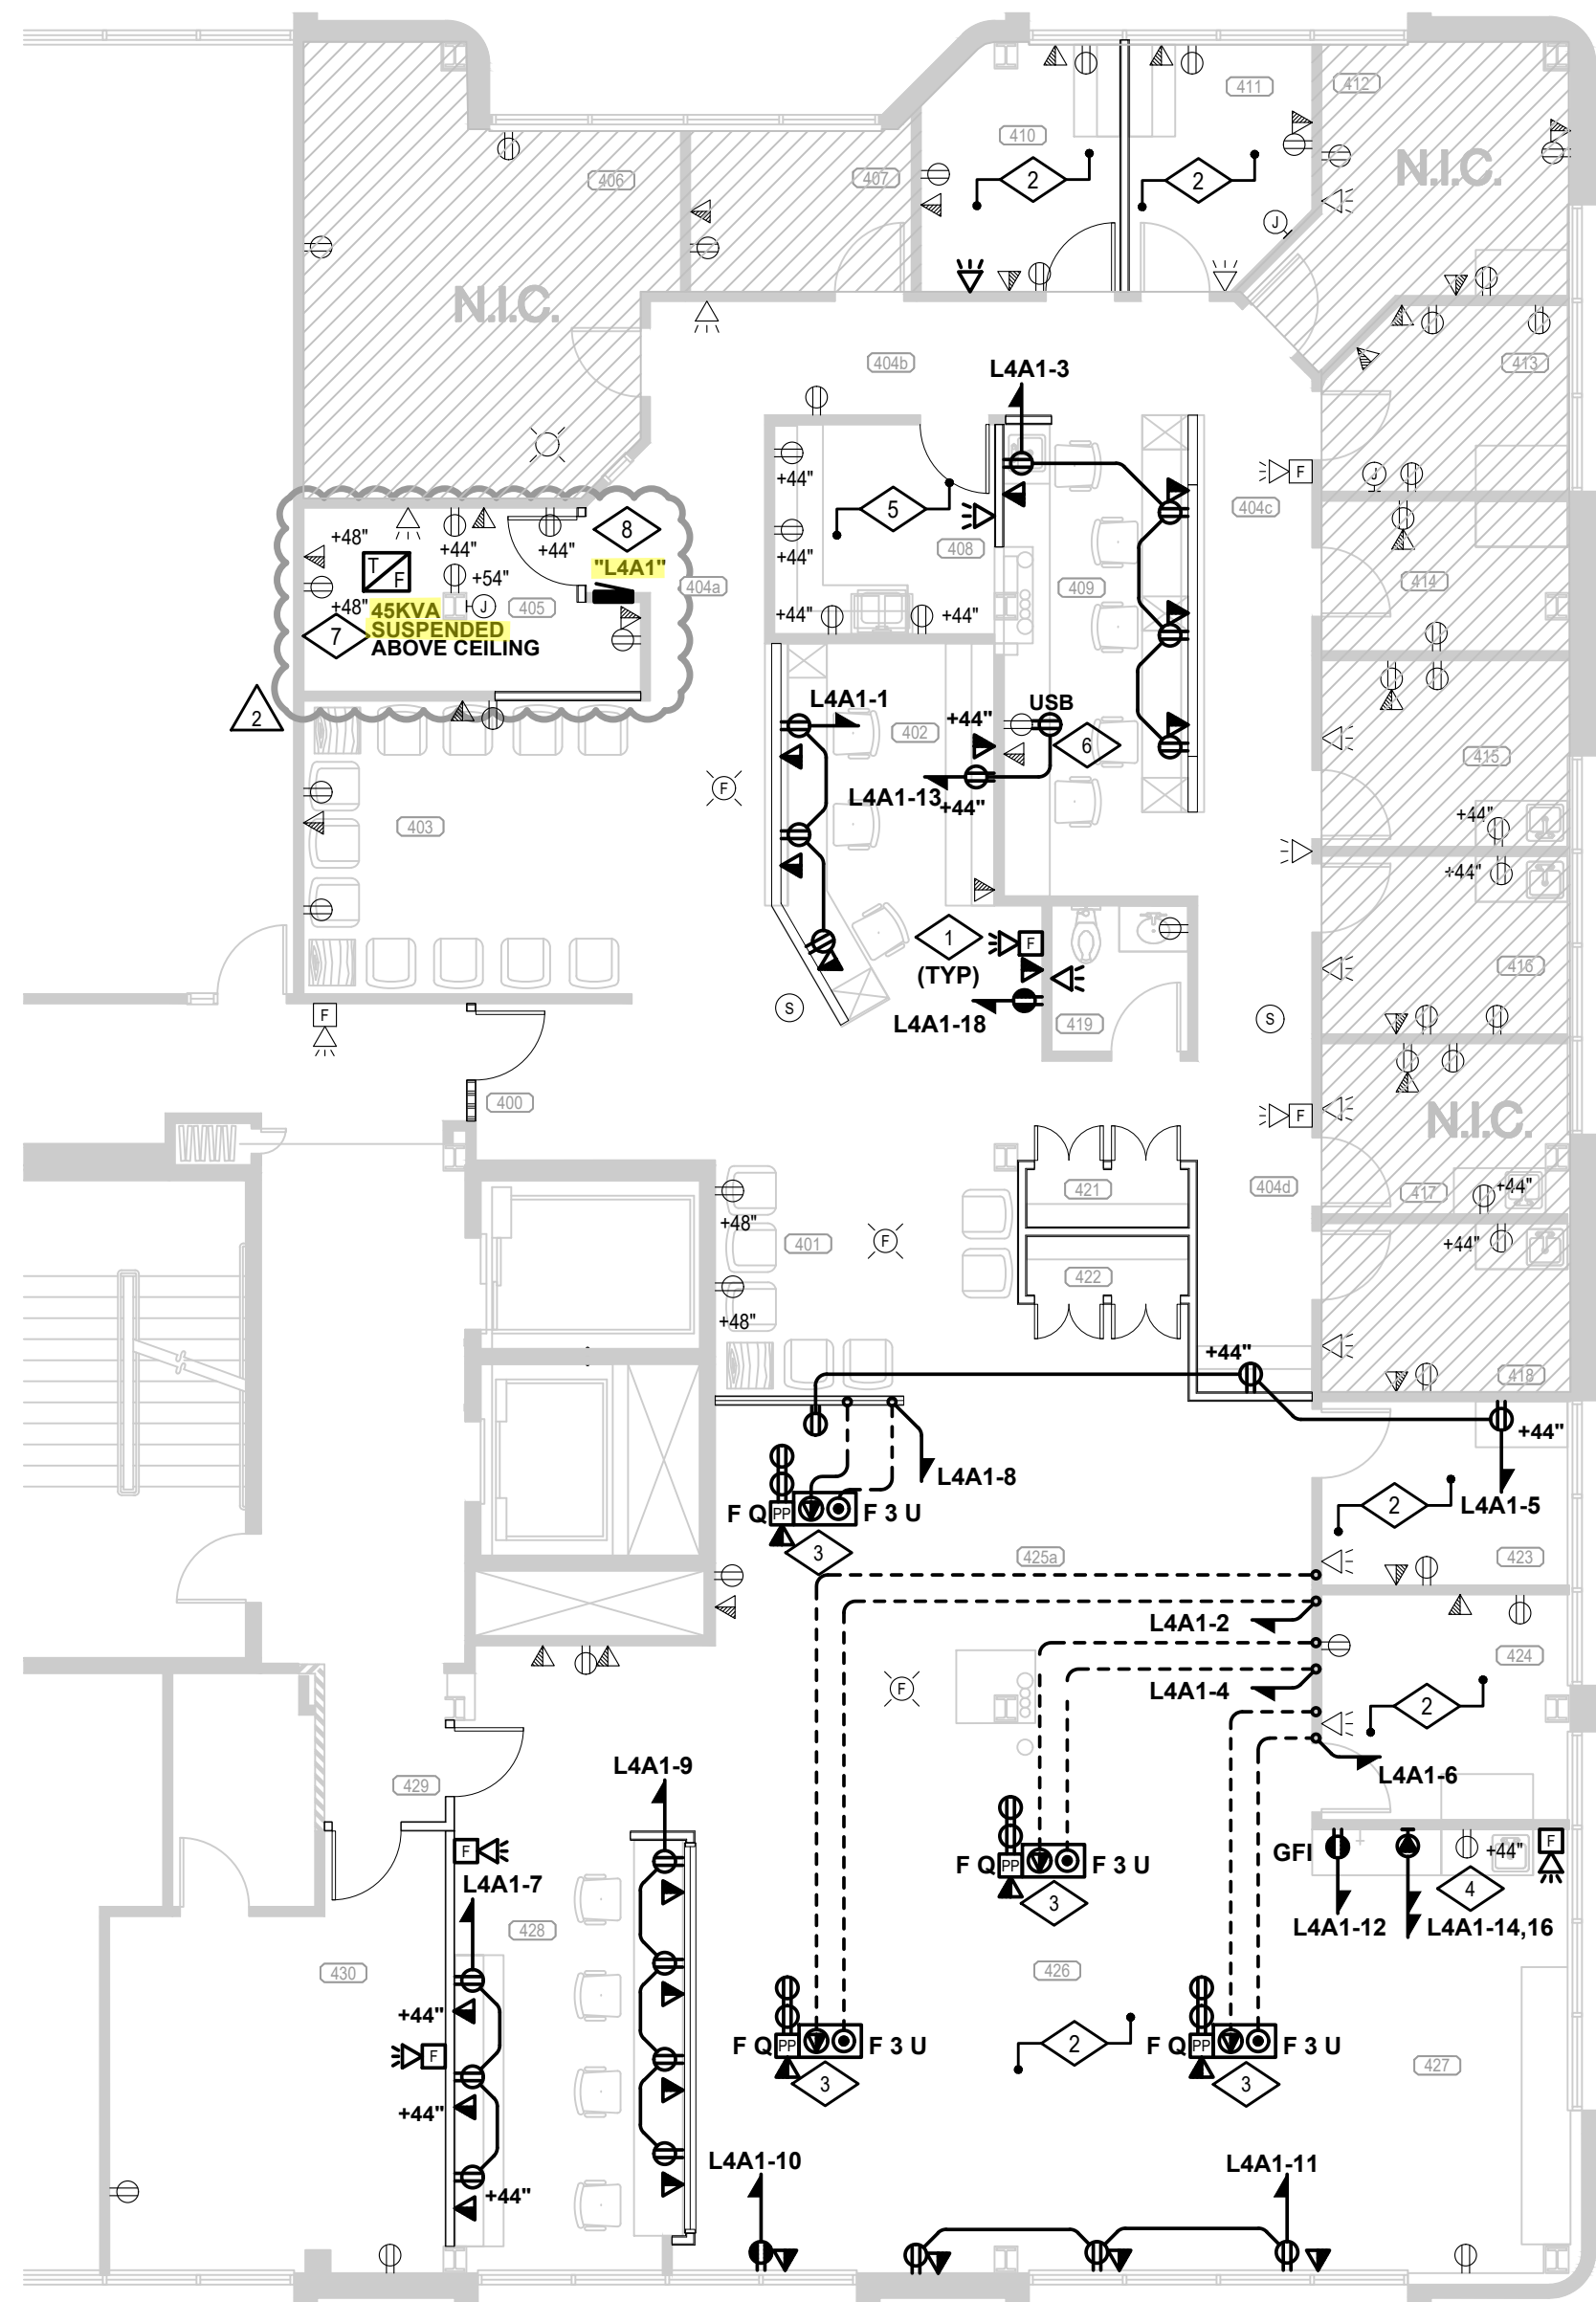 411
412
410
2
2
N.I.C.
J
406
407
N.I.C.
413
404b
L4A1-3
+44"
J
F
5
+44"
404c
8
+48"
408
+44"
+44"
"L4A1"
T
F
+54"
404a
409
414
+48"
45KVA
J
405
7
SUSPENDED
+44"
+44"
ABOVE CEILING
L4A1-1
USB
2
+44"
402
6
415
F
L4A1-13
+44"
+44"
403
+44"
1
F
416
(TYP)
S
S
L4A1-18
419
F
400
F
N.I.C.
421
404d
417
+44"
+48"
401
F
+44"
422
+48"
+44"
418
+44"
L4A1-8
L4A1-5
2
F Q
PP
F 3 U
3
425a
423
L4A1-2
424
F
L4A1-4
2
L4A1-9
L4A1-6
429
F
GFI
+44"
F
F Q
PP
F 3 U
L4A1-7
4
3
428
L4A1-12
L4A1-14,16
430
426
+44"
F
F Q
PP
F 3 U
2
F Q
PP
F 3 U
427
3
3
+44"
L4A1-10
L4A1-11
+44"